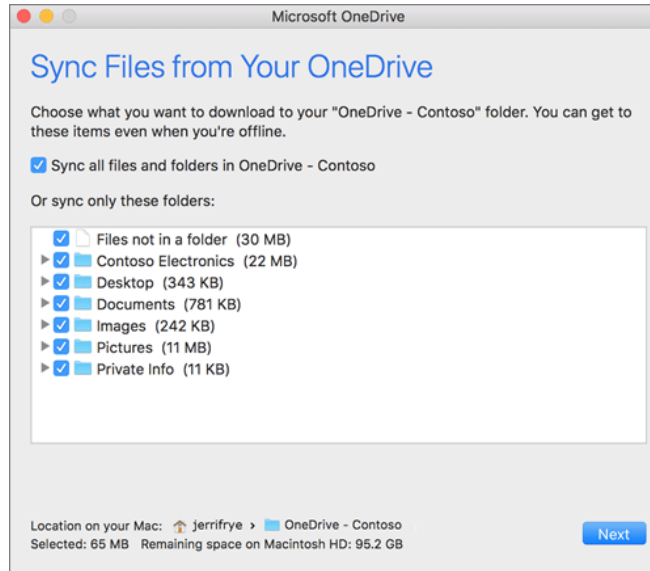 Microsoft OneDrive
Sync Files from Your OneDrive
Choose what you want to download to your "OneDrive - Contoso" folder. You can get to
these items even when you're offline.
Sync all files and folders in OneDrive - Contoso
Or sync only these folders:
Files not in a folder (30 MB)
Contoso Electronics (22 MB)
Desktop (343 KB)
Documents (781 KB)
Images (242 KB)
Pictures (11 MB)
Private Info (11 KB)
Location on your Mac: jerrifrye › OneDrive - Contoso
Selected: 65 MB Remaining space on Macintosh HD: 95.2 GB
Next